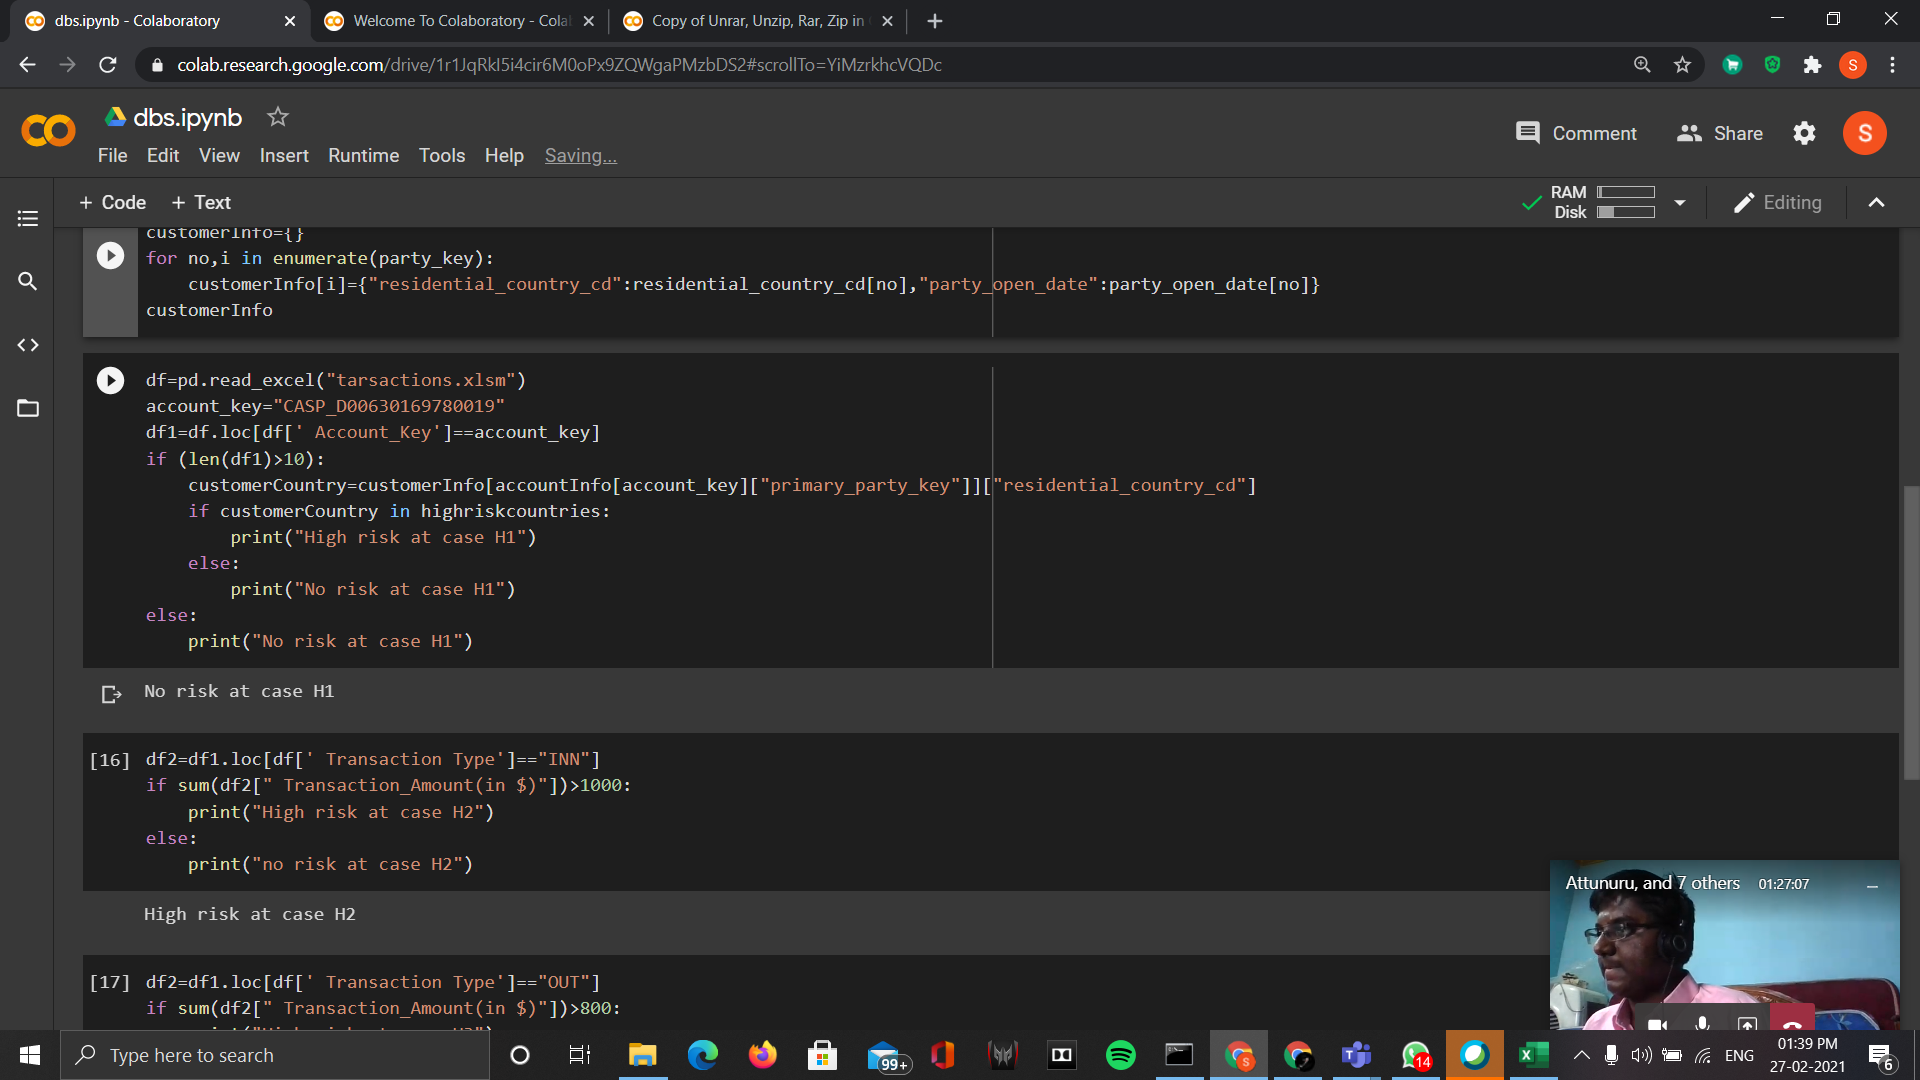 dbs.ipynb - Colaboratory
Welcome To Colaboratory - Cola
Copy of Unrar, Unzip, Rar, Zip in
colab.research.google.com/drive/1r1JqRkI5i4cir6M0oPx9ZQWgaPMzbDS2#scrollTo=YiMzrkhcVQDc
S
dbs.ipynb
Comment
Share
S
File Edit View Insert Runtime Tools Help Saving...
+ Code + Text
RAM
Disk
Editing
customerInfo={}
for no,i in enumerate(party_key):
    customerInfo[i]={"residential_country_cd":residential_country_cd[no],"party_open_date":party_open_date[no]}
customerInfo
df=pd.read_excel("tarsactions.xlsm")
account_key="CASP_D00630169780019"
df1=df.loc[df[' Account_Key']==account_key]
if (len(df1)>10):
    customerCountry=customerInfo[accountInfo[account_key]["primary_party_key"]]["residential_country_cd"]
    if customerCountry in highriskcountries:
        print("High risk at case H1")
    else:
        print("No risk at case H1")
else:
    print("No risk at case H1")
No risk at case H1
[16] df2=df1.loc[df[' Transaction Type']=="INN"]
if sum(df2[" Transaction_Amount(in $)"])>1000:
    print("High risk at case H2")
else:
    print("no risk at case H2")
High risk at case H2
[17] df2=df1.loc[df[' Transaction Type']=="OUT"]
if sum(df2[" Transaction_Amount(in $)"])>800:
Attunuru, and 7 others 01:27:07
Type here to search
99+
14
ENG
01:39 PM
27-02-2021
6